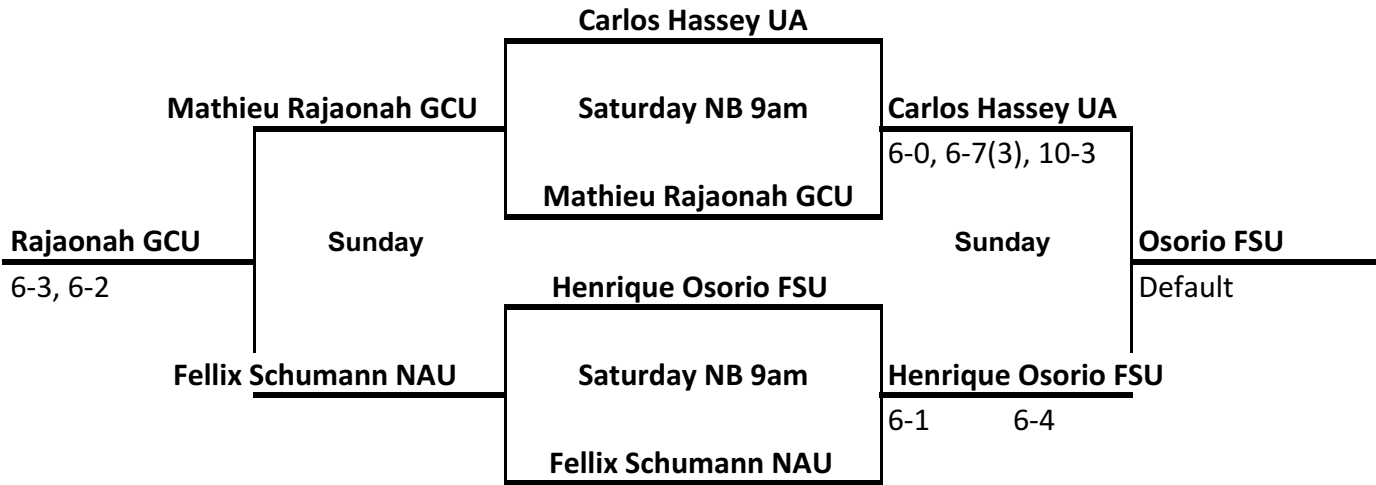 Carlos Hassey UA
Mathieu Rajaonah GCU
Saturday NB 9am
Carlos Hassey UA
6-0, 6-7(3), 10-3
Mathieu Rajaonah GCU
Rajaonah GCU
Sunday
Sunday
Osorio FSU
6-3, 6-2
Henrique Osorio FSU
Default
Fellix Schumann NAU
Saturday NB 9am
Henrique Osorio FSU
6-1 6-4
Fellix Schumann NAU